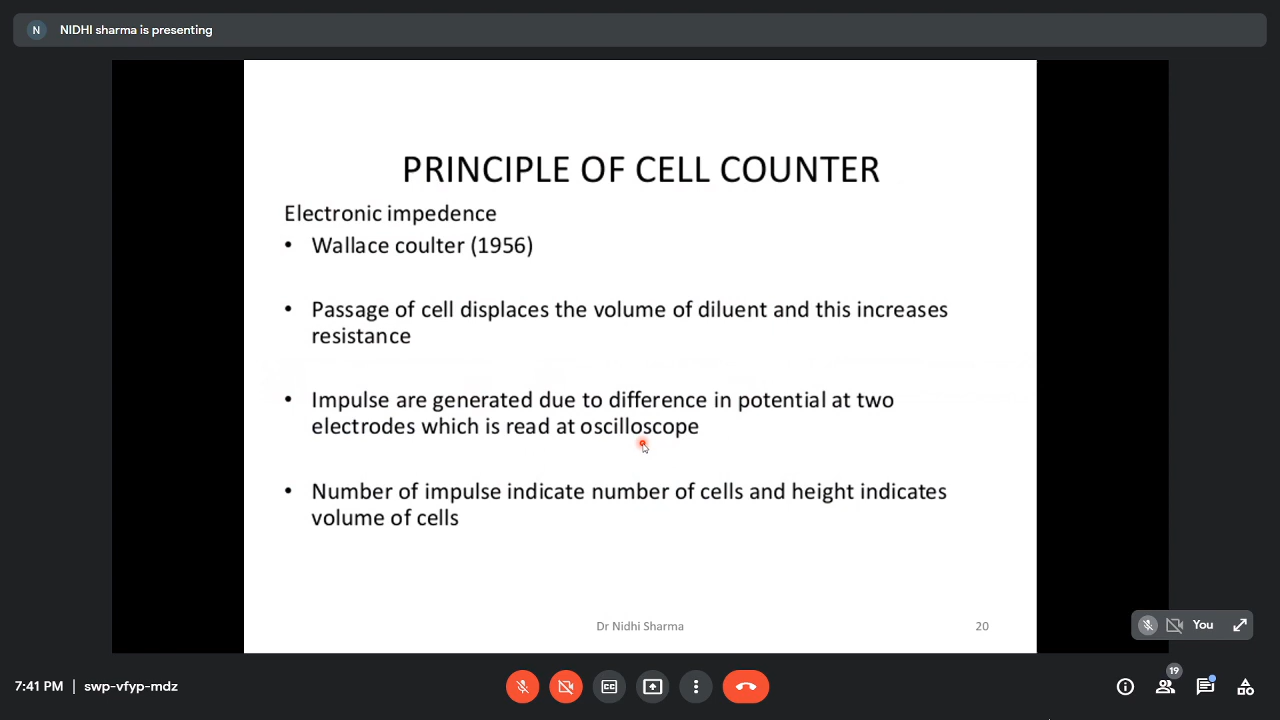 N NIDHI sharma is presenting
PRINCIPLE OF CELL COUNTER
Electronic impedence
• Wallace coulter (1956)
• Passage of cell displaces the volume of diluent and this increases
resistance
• Impulse are generated due to difference in potential at two
electrodes which is read at oscilloscope
• Number of impulse indicate number of cells and height indicates
volume of cells
Dr Nidhi Sharma 20
You
7:41 PM | swp-vfyp-mdz
CC
19